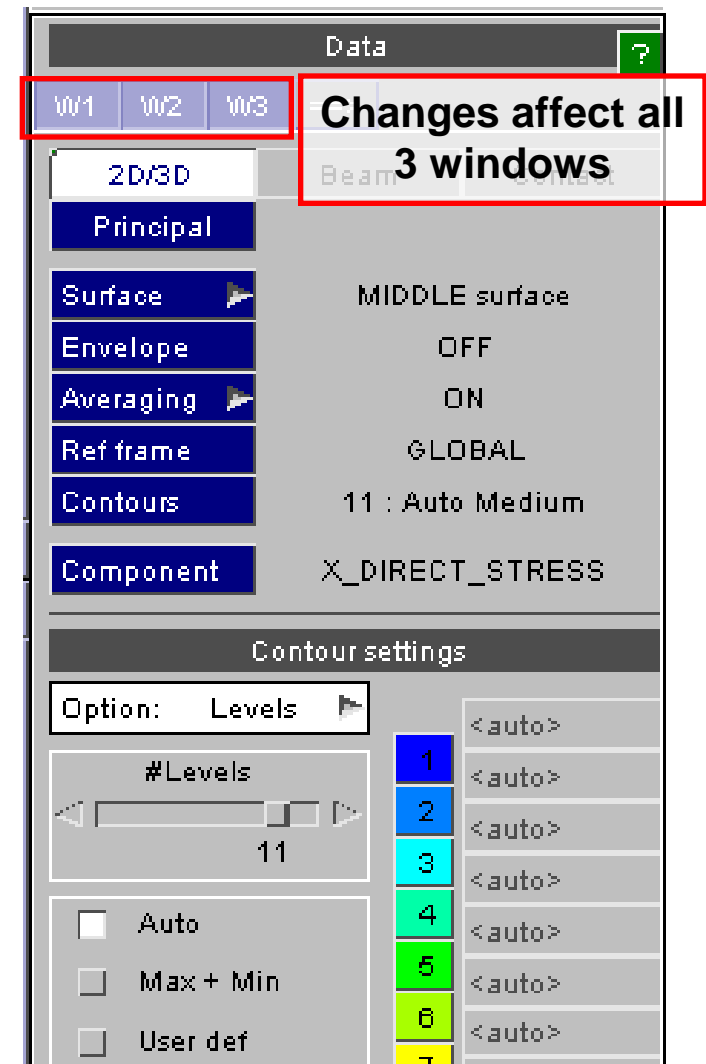 Data
?
W1 W2 W3
Changes affect all
3 windows
2D/3D Beam Contact
Principal
Surface MIDDLE surface
Envelope OFF
Averaging ON
Ref frame GLOBAL
Contours 11 : Auto Medium
Component X_DIRECT_STRESS
Contour settings
Option: Levels
<auto>
#Levels
1 <auto>
2 <auto>
11
3 <auto>
4 <auto>
Auto
5 <auto>
Max + Min
6 <auto>
User def
7